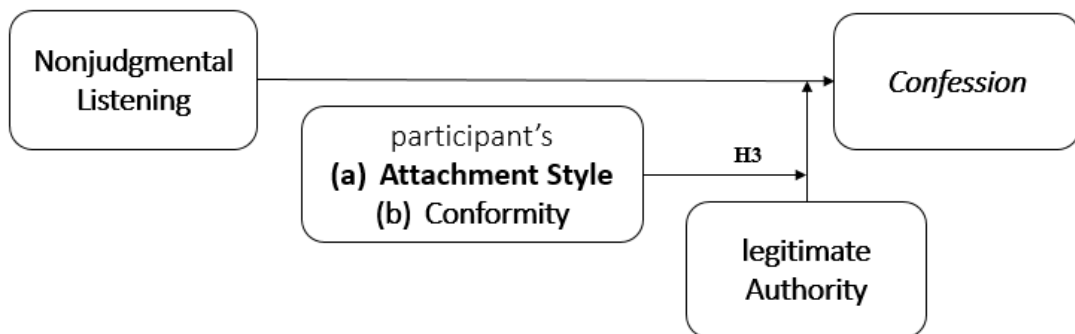 Nonjudgmental
Listening
Confession
participant's
(a) Attachment Style
(b) Conformity
H3
legitimate
Authority